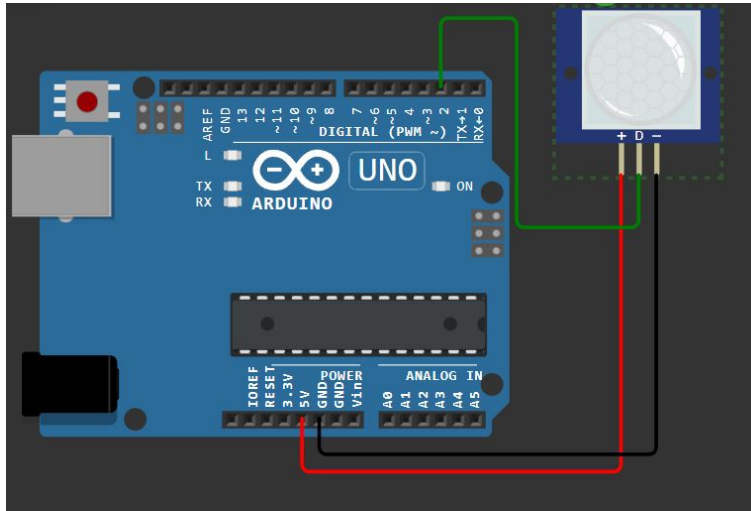 + D −
AREF
GND
13
12
~11
~10
~9
8
7
~6
~5
4
~3
2
TX→1
RX←0
DIGITAL (PWM ~)
L
TX
RX
UNO
ON
ARDUINO
POWER
ANALOG IN
IOREF
RESET
3.3V
5V
GND
GND
Vin
A0
A1
A2
A3
A4
A5